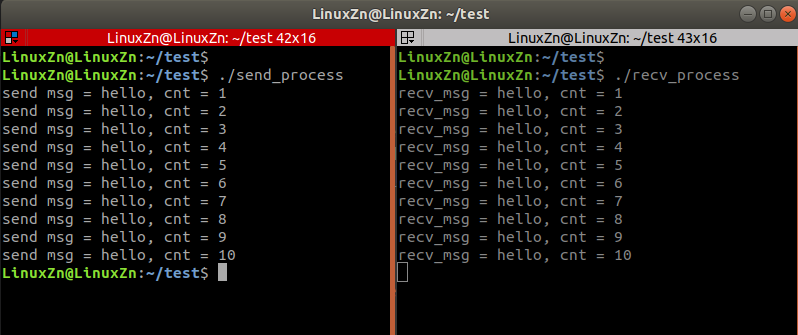 LinuxZn@LinuxZn: ~/test
LinuxZn@LinuxZn: ~/test 42x16
LinuxZn@LinuxZn:~/test$
LinuxZn@LinuxZn:~/test$ ./send_process
send msg = hello, cnt = 1
send msg = hello, cnt = 2
send msg = hello, cnt = 3
send msg = hello, cnt = 4
send msg = hello, cnt = 5
send msg = hello, cnt = 6
send msg = hello, cnt = 7
send msg = hello, cnt = 8
send msg = hello, cnt = 9
send msg = hello, cnt = 10
LinuxZn@LinuxZn:~/test$
LinuxZn@LinuxZn: ~/test 43x16
LinuxZn@LinuxZn:~/test$
LinuxZn@LinuxZn:~/test$ ./recv_process
recv_msg = hello, cnt = 1
recv_msg = hello, cnt = 2
recv_msg = hello, cnt = 3
recv_msg = hello, cnt = 4
recv_msg = hello, cnt = 5
recv_msg = hello, cnt = 6
recv_msg = hello, cnt = 7
recv_msg = hello, cnt = 8
recv_msg = hello, cnt = 9
recv_msg = hello, cnt = 10